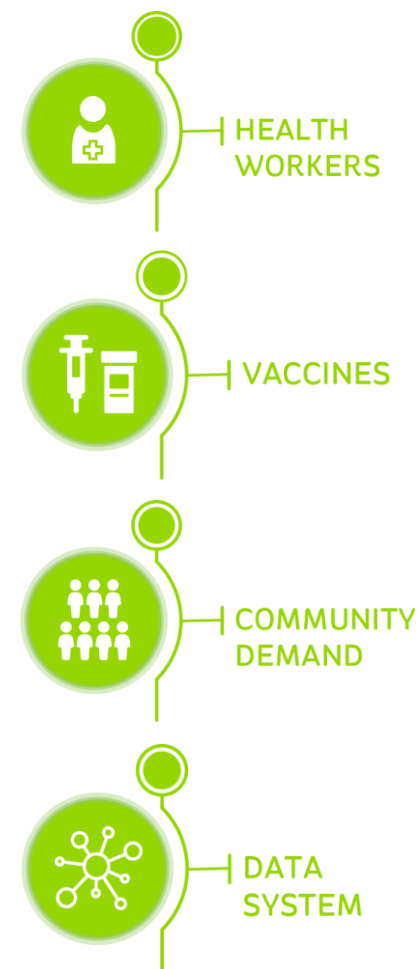 HEALTH
WORKERS
VACCINES
COMMUNITY
DEMAND
DATA
SYSTEM